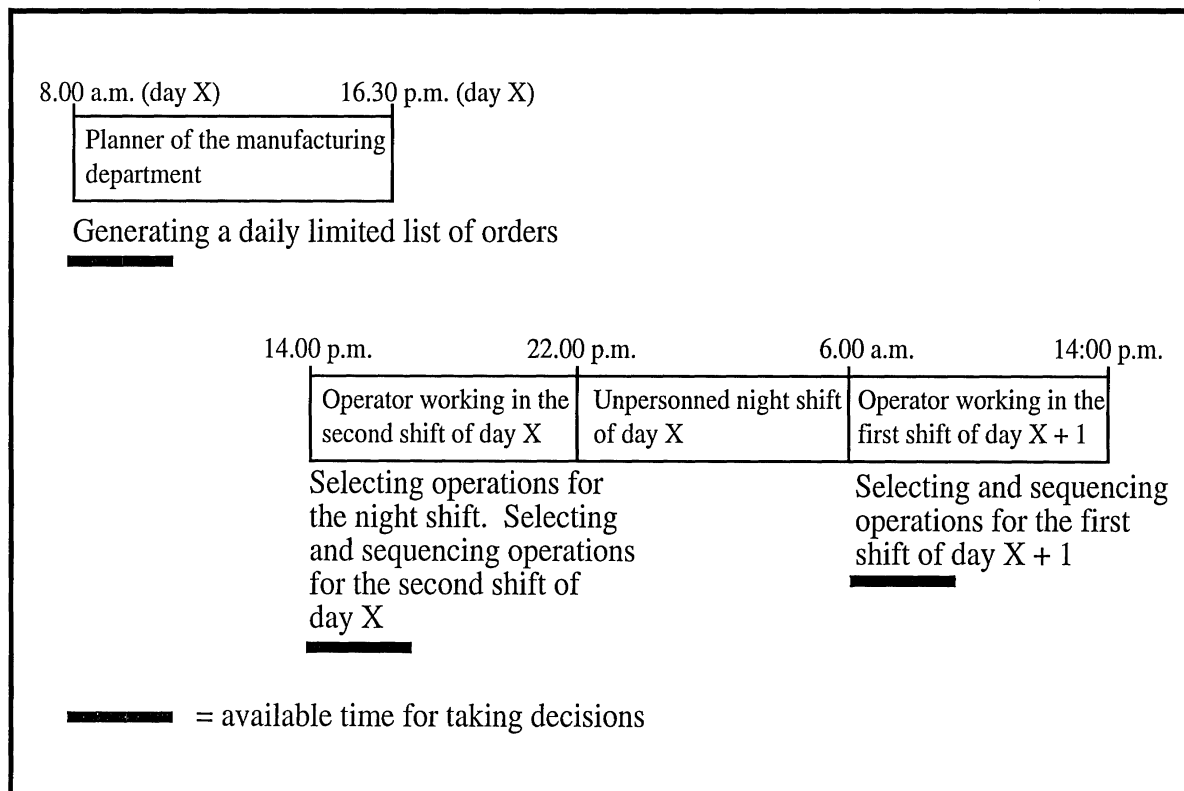 8.00 a.m. (day X) 16.30 p.m. (day X)
Planner of the manufacturing
department
Generating a daily limited list of orders
14.00 p.m. 22.00 p.m. 6.00 a.m. 14:00 p.m.
Operator working in the
second shift of day X
Unpersonned night shift
of day X
Operator working in the
first shift of day X + 1
Selecting operations for
the night shift. Selecting
and sequencing operations
for the second shift of
day X
Selecting and sequencing
operations for the first
shift of day X + 1
= available time for taking decisions